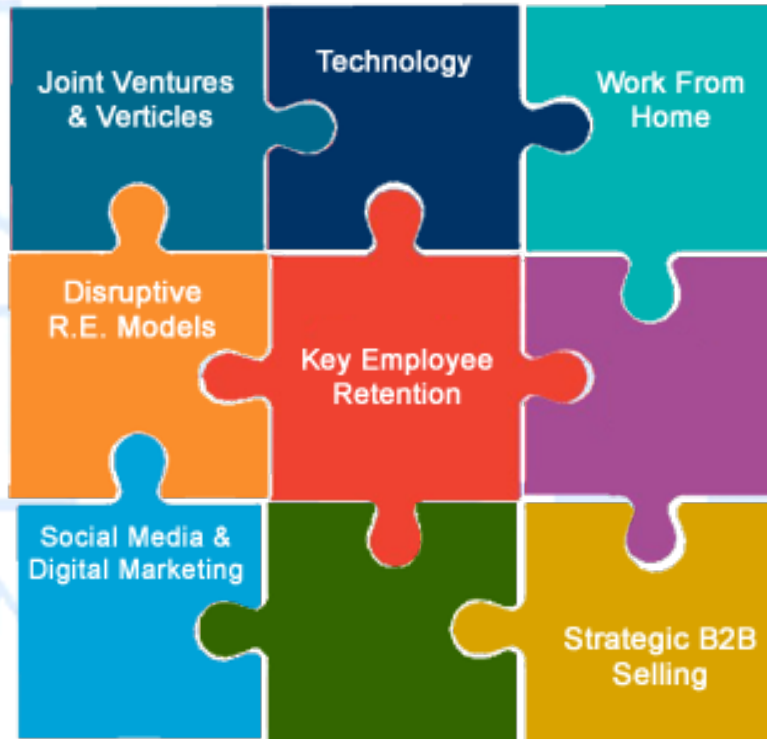 Joint Ventures
& Verticles
Technology
Work From
Home
Disruptive
R.E. Models
Key Employee
Retention
Social Media &
Digital Marketing
Strategic B2B
Selling